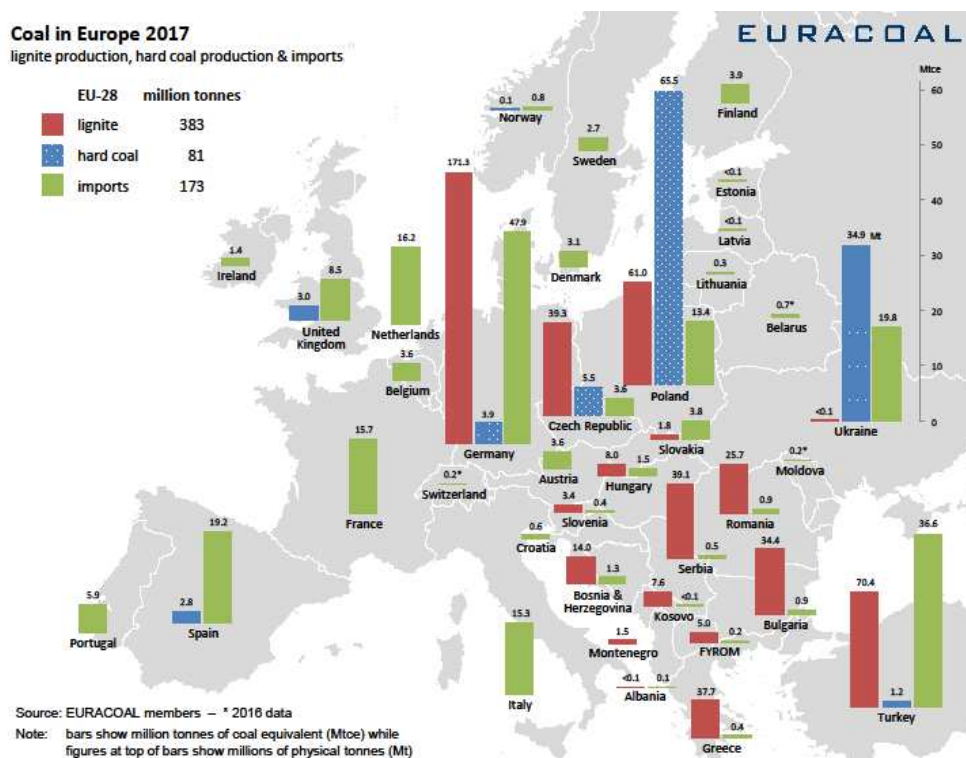 Coal in Europe 2017
lignite production, hard coal production & imports
EURACOAL
EU-28 million tonnes
lignite 383
hard coal 81
imports 173
Mtce
60
50
40
30
20
10
0
0.1 0.8
Norway
2.7
Sweden
3.9
Finland
<0.1
Estonia
<0.1
Latvia
0.3
Lithuania
0.7*
Belarus
1.4
Ireland
3.0 8.5
United
Kingdom
16.2
Netherlands
3.6
Belgium
171.3 3.9 47.9
Germany
3.1
Denmark
39.3 5.5 3.6
Czech Republic
61.0 65.5 13.4
Poland
<0.1 34.9 Mt 19.8
Ukraine
1.8 3.8
Slovakia
3.6
Austria
8.0 1.5
Hungary
0.2*
Moldova
0.2*
Switzerland
15.7
France
3.4 0.4
Slovenia
0.6
Croatia
39.1 0.5
Serbia
25.7 0.9
Romania
14.0 1.3
Bosnia &
Herzegovina
7.6 <0.1
Kosovo
34.4 0.9
Bulgaria
5.9
Portugal
2.8 19.2
Spain
15.3
Italy
1.5
Montenegro
5.0 0.2
FYROM
<0.1 0.1
Albania
37.7 0.4
Greece
70.4 1.2 36.6
Turkey
Source: EURACOAL members – * 2016 data
Note: bars show million tonnes of coal equivalent (Mtce) while
figures at top of bars show millions of physical tonnes (Mt)